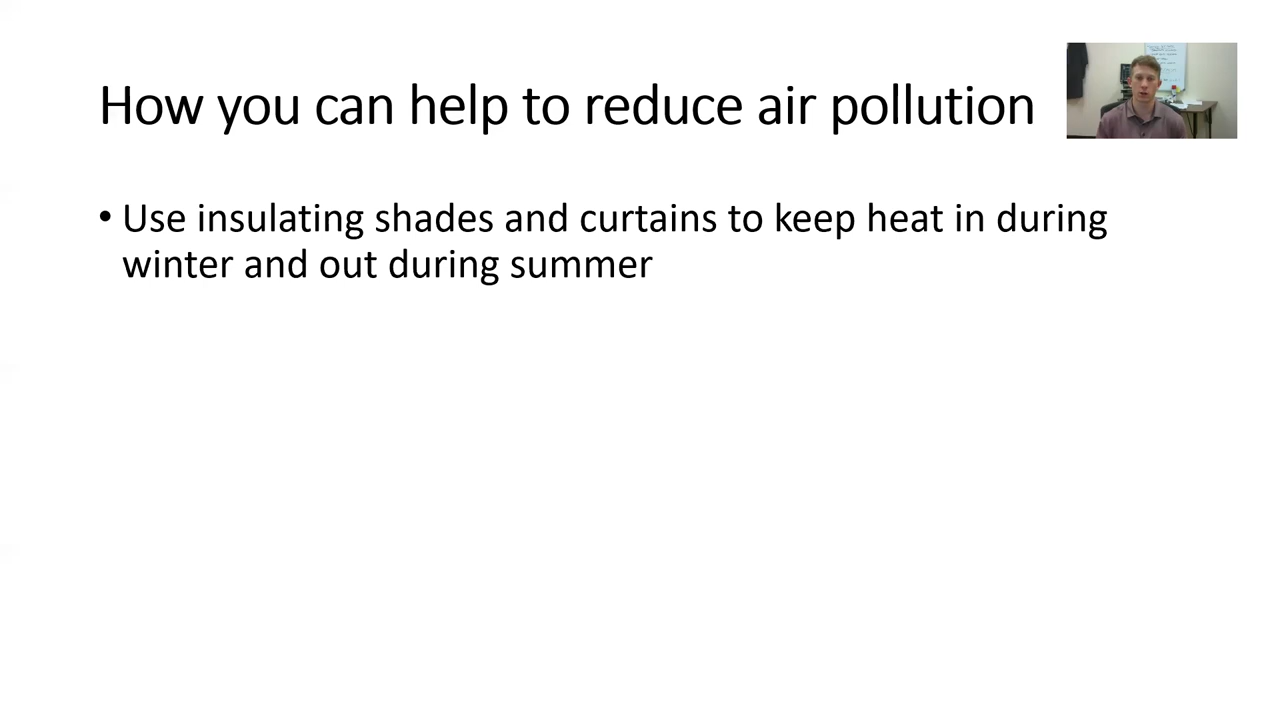 How you can help to reduce air pollution
• Use insulating shades and curtains to keep heat in during
winter and out during summer